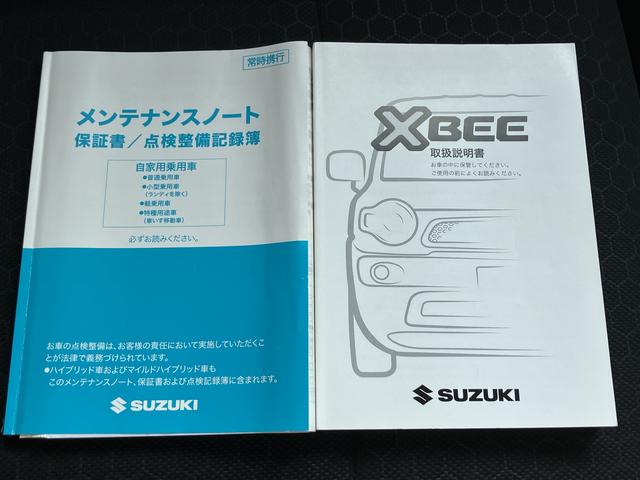 常時携行
メンテナンスノート
保証書／点検整備記録簿
自家用乗用車
●普通乗用車
●小型乗用車
(ランディを除く)
●軽乗用車
●特種用途車
(車いす移動車)
必ずお読みください。
お車の点検整備は、お客様の責任において実施していただくこ
とが法律で義務づけられています。
●ハイブリッド車およびマイルドハイブリッド車も
このメンテナンスノート、保証書および点検記録簿に含まれます。
SUZUKI
XBEE
取扱説明書
お車の中に保管してください。
ご使用の前によくお読みください。
SUZUKI